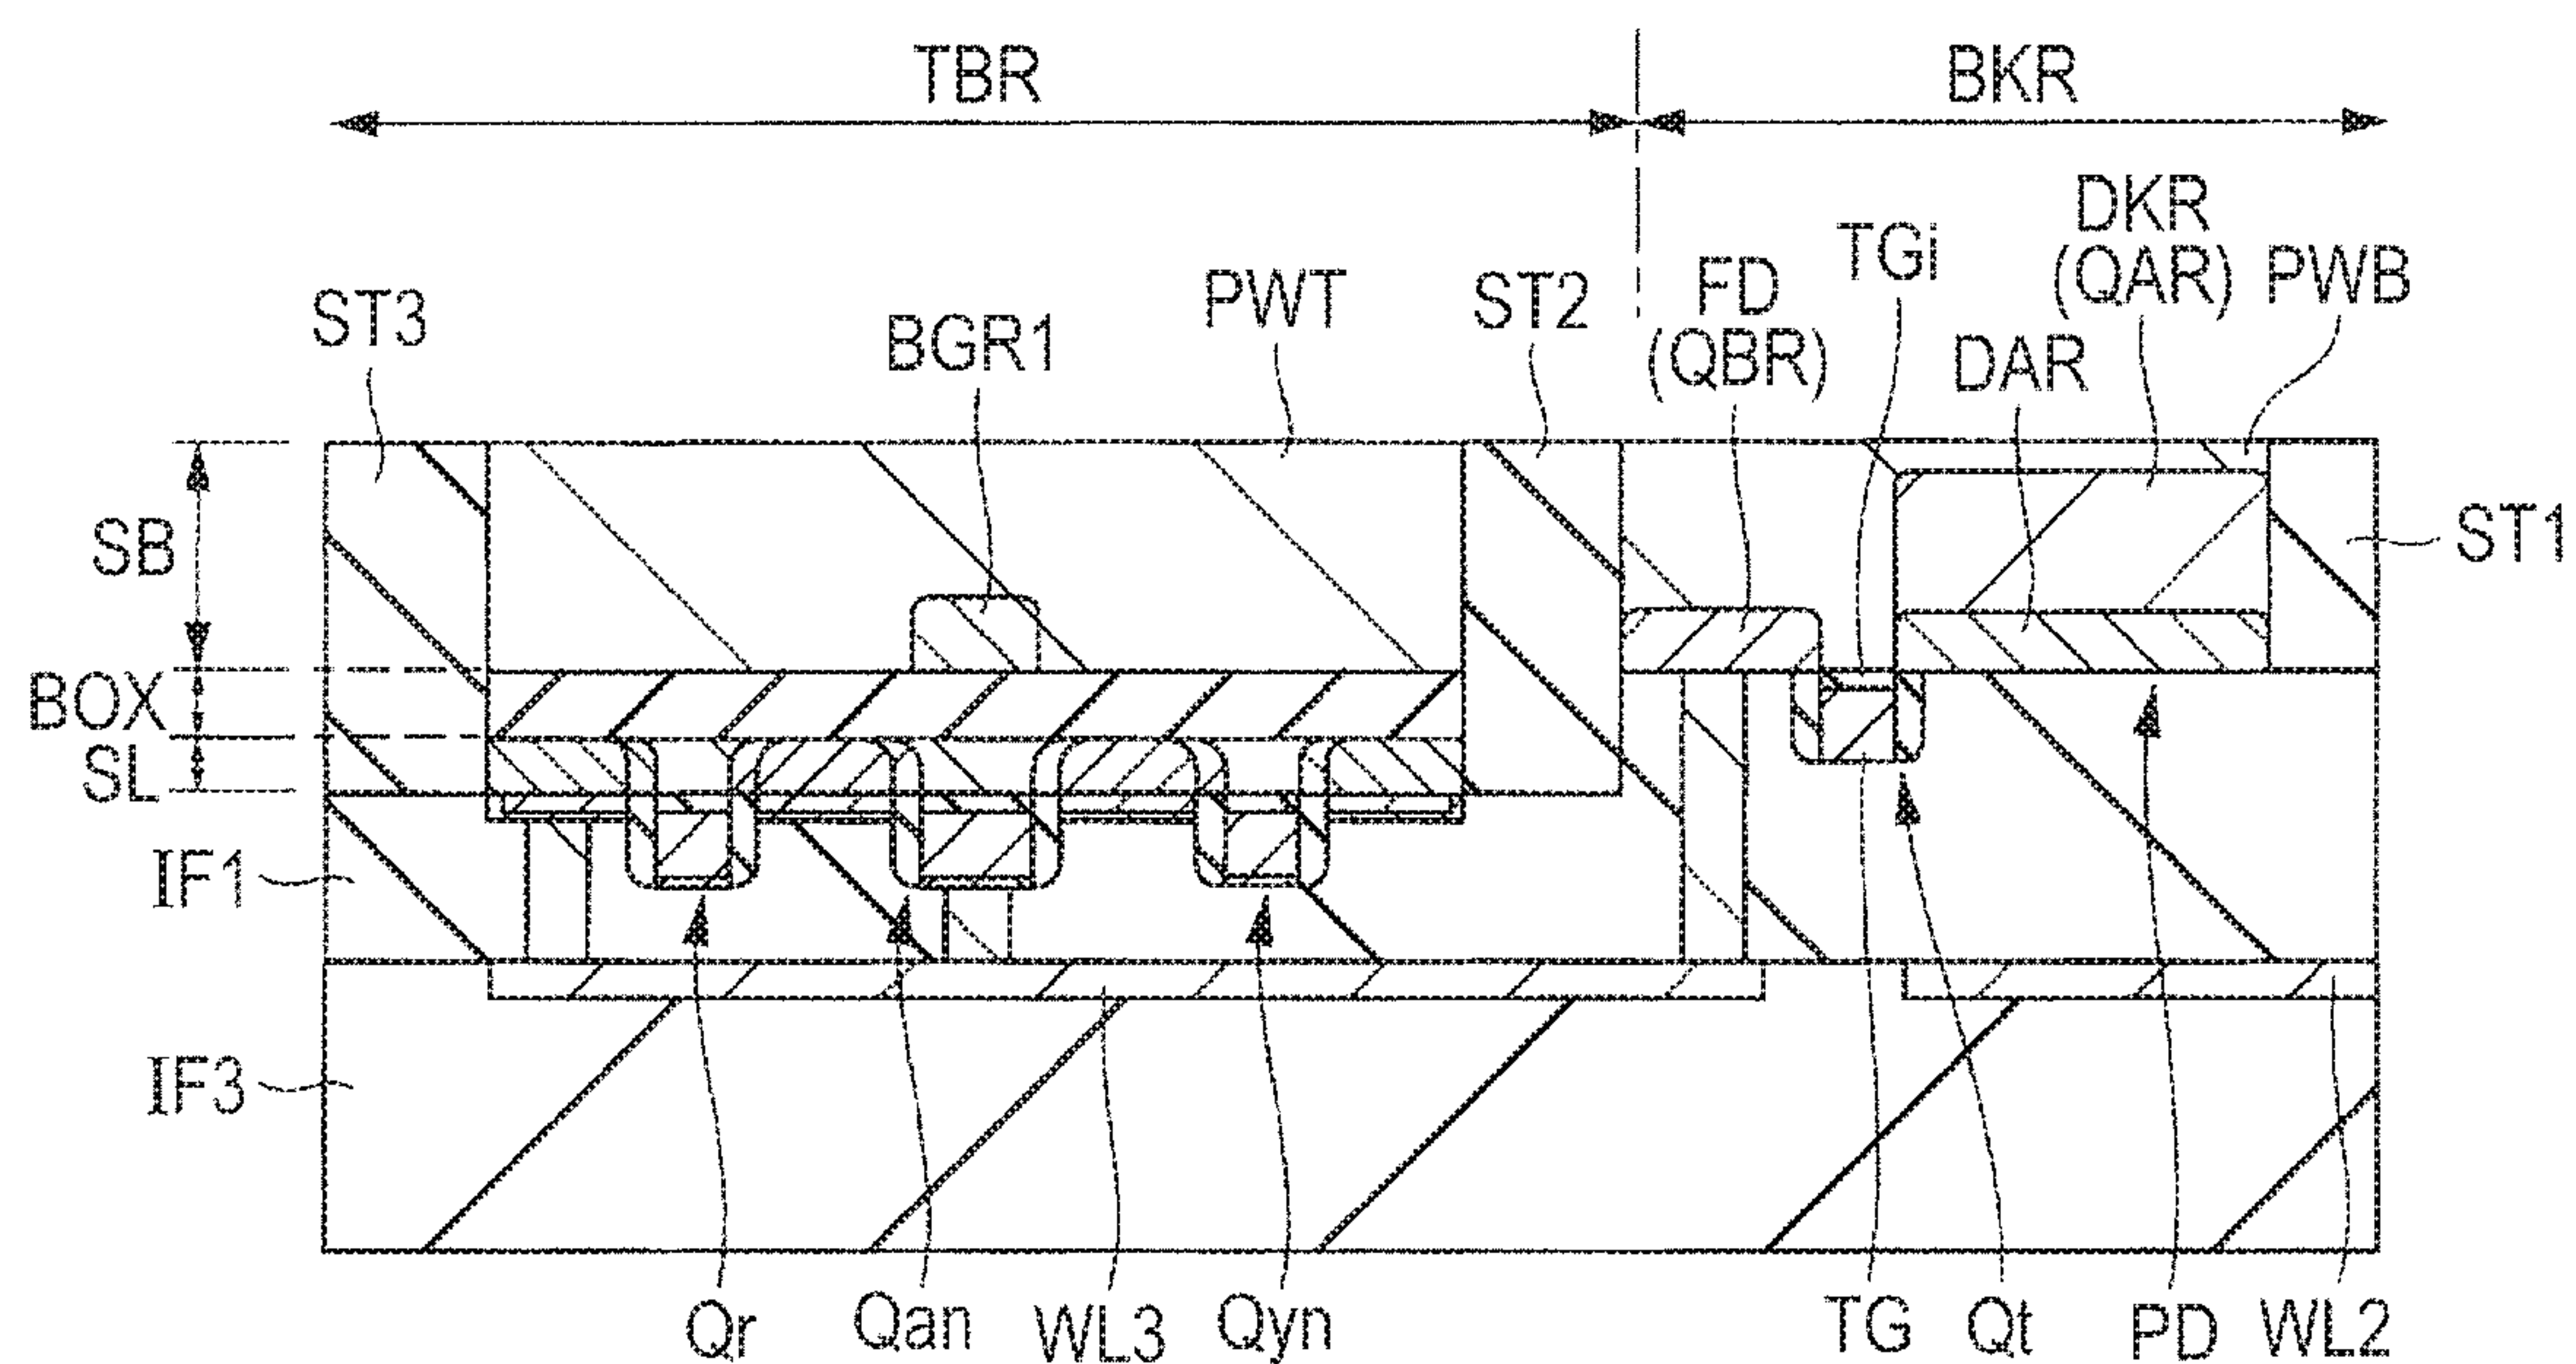 TBR
BKR
DKR
(QAR)
TGi
PWB
FD
(QBR)
PWT
ST2
ST3
BGR1
DAR
SB
ST1
BOX
SL
IF1
IF3
Qr
Qan
WL3
Qyn
TG
Qt
PD
WL2